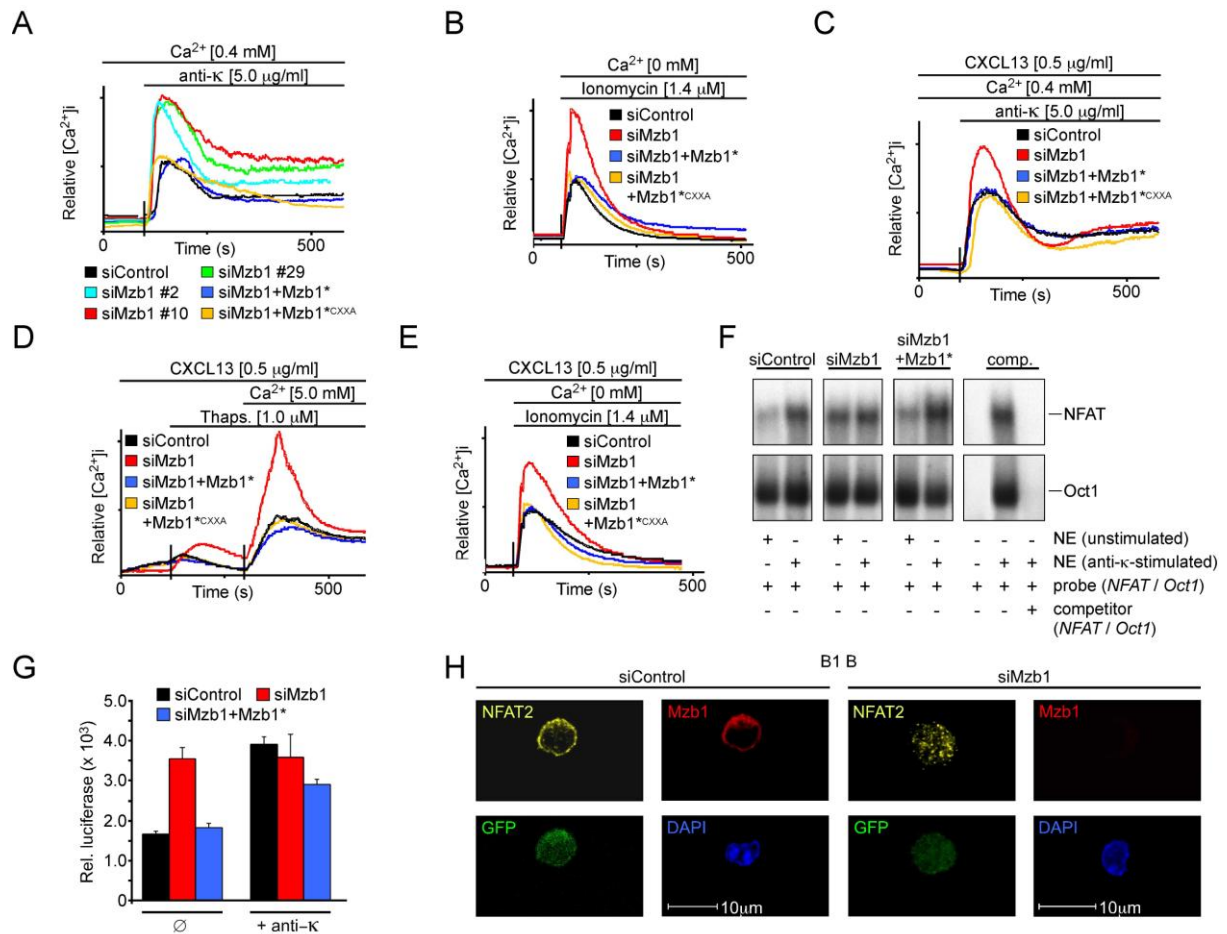 A
Ca²⁺ [0.4 mM]
anti-κ [5.0 μg/ml]
Relative [Ca²⁺]i
0
500
Time (s)
siControl
siMzb1 #2
siMzb1 #10
siMzb1 #29
siMzb1+Mzb1*
siMzb1+Mzb1*ᶜˣˣᴬ
B
Ca²⁺ [0 mM]
Ionomycin [1.4 μM]
siControl
siMzb1
siMzb1+Mzb1*
siMzb1
+Mzb1*ᶜˣˣᴬ
Relative [Ca²⁺]i
0
500
Time (s)
C
CXCL13 [0.5 μg/ml]
Ca²⁺ [0.4 mM]
anti-κ [5.0 μg/ml]
siControl
siMzb1
siMzb1+Mzb1*
siMzb1+Mzb1*ᶜˣˣᴬ
Relative [Ca²⁺]i
0
500
Time (s)
D
CXCL13 [0.5 μg/ml]
Ca²⁺ [5.0 mM]
Thaps. [1.0 μM]
siControl
siMzb1
siMzb1+Mzb1*
siMzb1
+Mzb1*ᶜˣˣᴬ
Relative [Ca²⁺]i
0
500
Time (s)
E
CXCL13 [0.5 μg/ml]
Ca²⁺ [0 mM]
Ionomycin [1.4 μM]
siControl
siMzb1
siMzb1+Mzb1*
siMzb1
+Mzb1*ᶜˣˣᴬ
Relative [Ca²⁺]i
0
500
Time (s)
F
siControl
siMzb1
siMzb1
+Mzb1*
comp.
NFAT
Oct1
+ - + - + - - - - NE (unstimulated)
- + - + - + - + + NE (anti-κ-stimulated)
+ + + + + + + + + probe (NFAT / Oct1)
- - - - - - - - + competitor
(NFAT / Oct1)
G
siControl
siMzb1
siMzb1+Mzb1*
Rel. luciferase (x 10³)
5.0
4.0
3.0
2.0
1.0
0
∅
+ anti-κ
H
B1 B
siControl
siMzb1
NFAT2
Mzb1
NFAT2
Mzb1
GFP
DAPI
GFP
DAPI
10μm
10μm